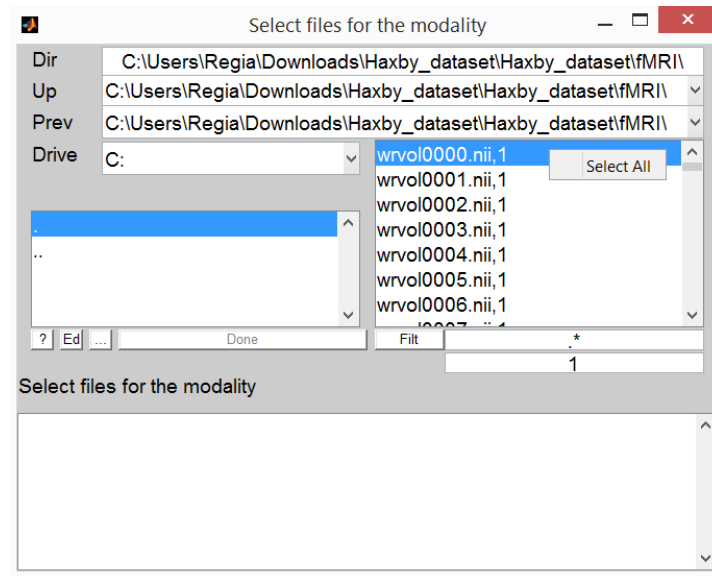 Select files for the modality
Dir C:\Users\Regia\Downloads\Haxby_dataset\Haxby_dataset\fMRI\
Up C:\Users\Regia\Downloads\Haxby_dataset\Haxby_dataset\fMRI\
Prev C:\Users\Regia\Downloads\Haxby_dataset\Haxby_dataset\fMRI\
Drive C:
wrvol0000.nii,1
Select All
wrvol0001.nii,1
wrvol0002.nii,1
wrvol0003.nii,1
wrvol0004.nii,1
wrvol0005.nii,1
wrvol0006.nii,1
.
..
? Ed ... Done Filt .*
1
Select files for the modality